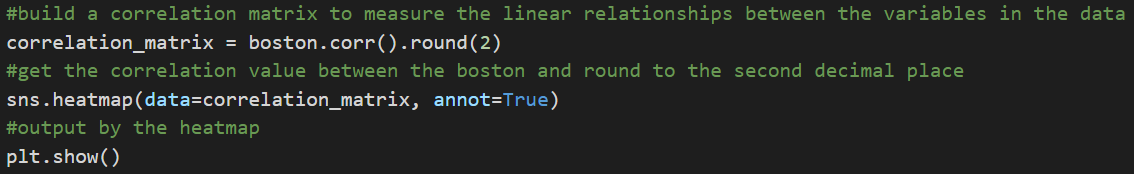 #build a correlation matrix to measure the linear relationships between the variables in the data
correlation_matrix = boston.corr().round(2)
#get the correlation value between the boston and round to the second decimal place
sns.heatmap(data=correlation_matrix, annot=True)
#output by the heatmap
plt.show()